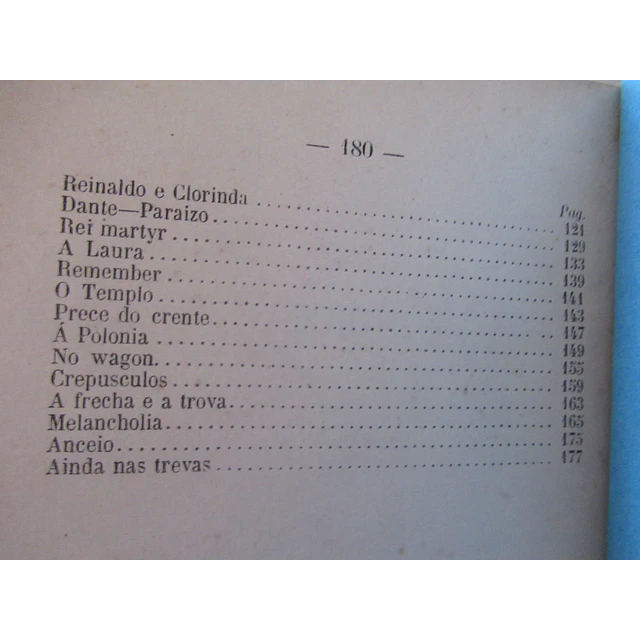 — 180 —
Pag.
Reinaldo e Clorinda ........ 121
Dante—Paraizo ........ 129
Rei martyr ........ 133
A Laura ........ 139
Remember ........ 141
O Templo ........ 143
Prece do crente ........ 147
Á Polonia ........ 149
No wagon ........ 155
Crepusculos ........ 159
A frecha e a trova ........ 163
Melancholia ........ 165
Anceio ........ 175
Ainda nas trevas ........ 177